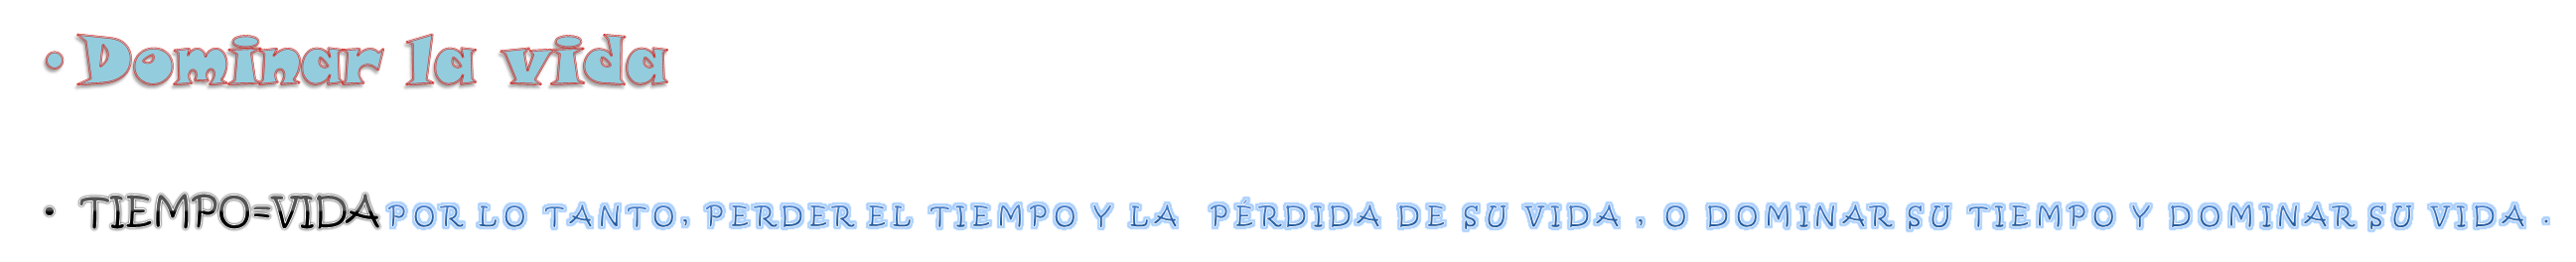 • Dominar la vida
• TIEMPO=VIDA POR LO TANTO, PERDER EL TIEMPO Y LA PÉRDIDA DE SU VIDA , O DOMINAR SU TIEMPO Y DOMINAR SU VIDA .